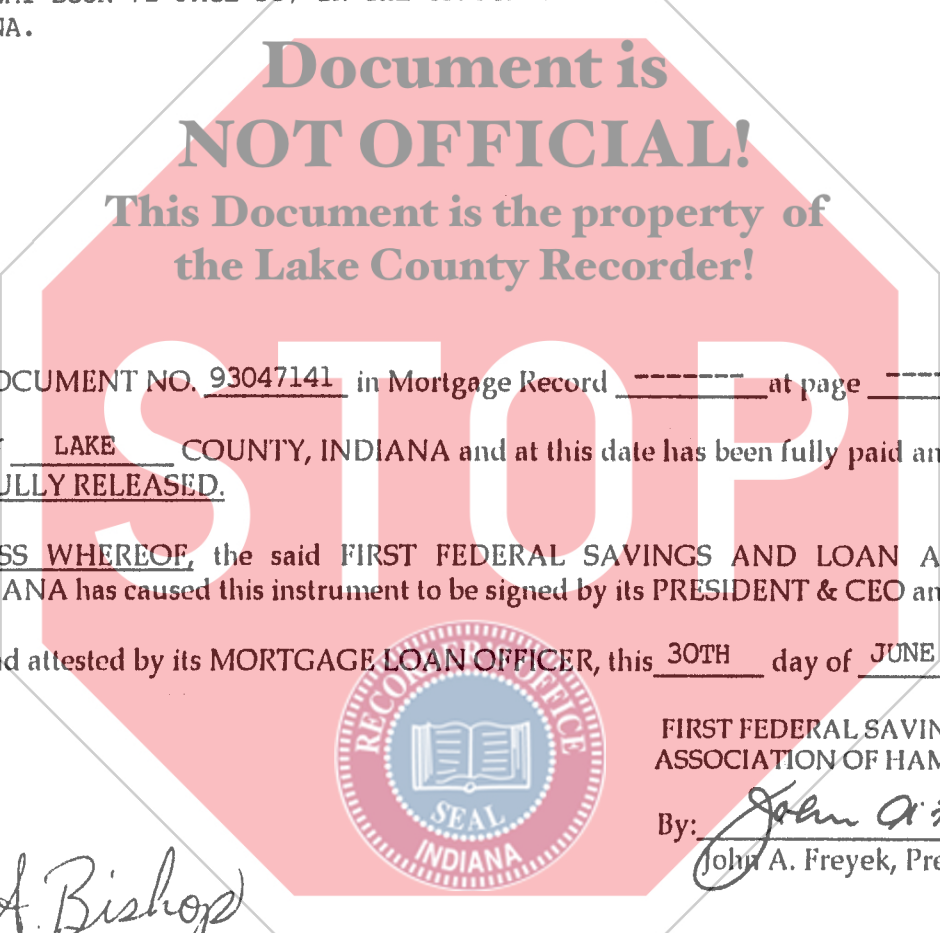 NA.
Document is
NOT OFFICIAL!
This Document is the property of
the Lake County Recorder!
STOP
OCUMENT NO. 93047141 in Mortgage Record -------- at page ---
LAKE COUNTY, INDIANA and at this date has been fully paid an
ULLY RELEASED.
SS WHEREOF, the said FIRST FEDERAL SAVINGS AND LOAN A
ANA has caused this instrument to be signed by its PRESIDENT & CEO an
d attested by its MORTGAGE LOAN OFFICER, this 30TH day of JUNE
RECORDER'S OFFICE
SEAL
INDIANA
FIRST FEDERAL SAVIN
ASSOCIATION OF HAM
By: John A.
John A. Freyek, Pre
A. Bishop